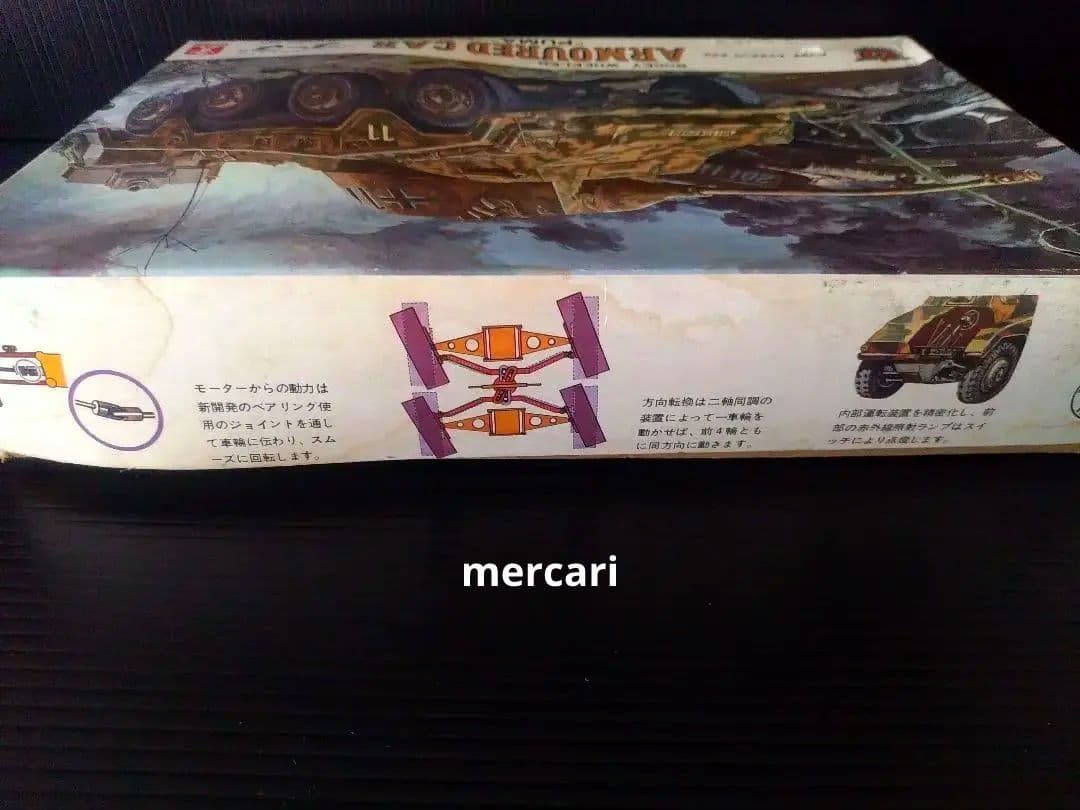 ARMOURED CAR
PUMA
11
モーターからの動力は
新開発のベアリング使
用のジョイントを通し
て車輪に伝わり、スム
ーズに回転します。
方向転換は二軸同調の
装置によって一車輪を
動かせば、前4輪とも
に同方向に動きます。
内部運転装置を精密化し、前
部の赤外線照射ランプはスイ
ッチにより点滅します。
mercari